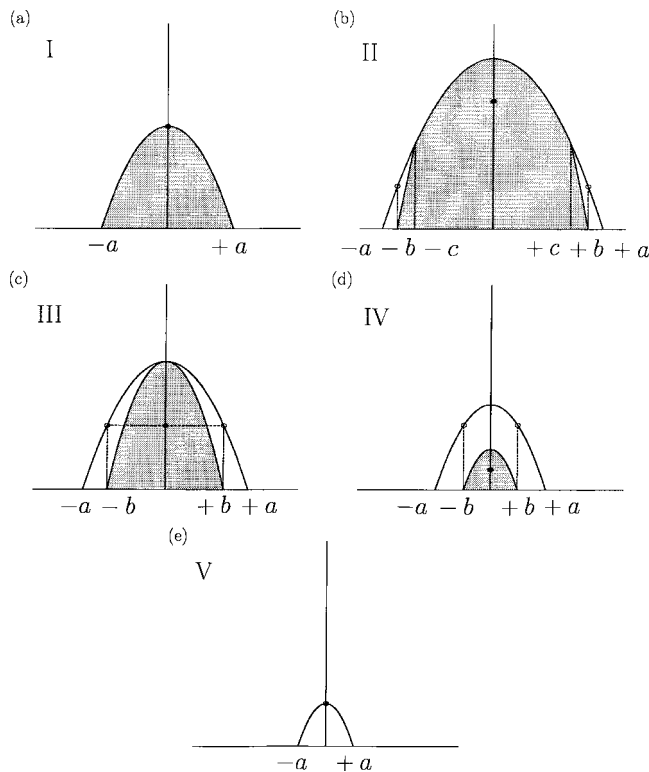 (a)
I
−a +a
(b)
II
−a −b −c +c +b +a
(c)
III
−a −b +b +a
(d)
IV
−a −b +b +a
(e)
V
−a +a